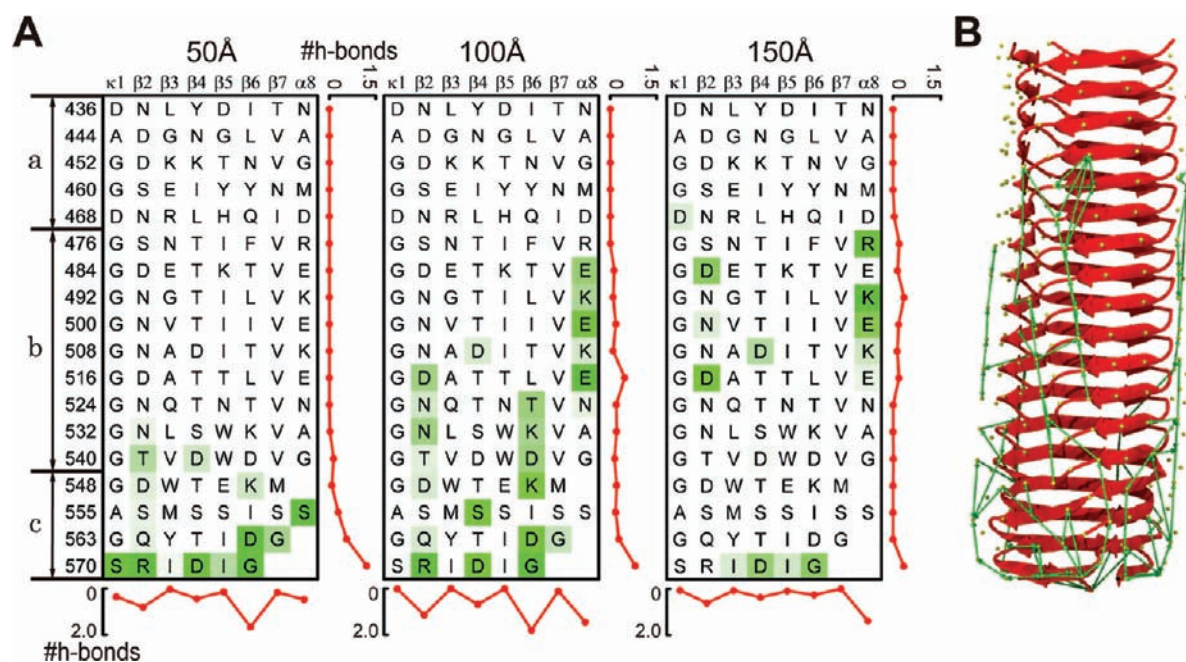 A B
50Å #h-bonds 100Å 150Å
0 1.5 0 1.5 0 1.5
κ1 β2 β3 β4 β5 β6 β7 α8 κ1 β2 β3 β4 β5 β6 β7 α8 κ1 β2 β3 β4 β5 β6 β7 α8
436 D N L Y D I T N D N L Y D I T N D N L Y D I T N
444 A D G N G L V A A D G N G L V A A D G N G L V A
a 452 G D K K T N V G G D K K T N V G G D K K T N V G
460 G S E I Y Y N M G S E I Y Y N M G S E I Y Y N M
468 D N R L H Q I D D N R L H Q I D D N R L H Q I D
476 G S N T I F V R G S N T I F V R G S N T I F V R
484 G D E T K T V E G D E T K T V E G D E T K T V E
492 G N G T I L V K G N G T I L V K G N G T I L V K
500 G N V T I I V E G N V T I I V E G N V T I I V E
b 508 G N A D I T V K G N A D I T V K G N A D I T V K
516 G D A T T L V E G D A T T L V E G D A T T L V E
524 G N Q T N T V N G N Q T N T V N G N Q T N T V N
532 G N L S W K V A G N L S W K V A G N L S W K V A
540 G T V D W D V G G T V D W D V G G T V D W D V G
548 G D W T E K M G D W T E K M G D W T E K M
c 555 A S M S S I S S A S M S S I S S A S M S S I S S
563 G Q Y T I D G G Q Y T I D G G Q Y T I D G
570 S R I D I G S R I D I G S R I D I G
0 0 0
2.0 2.0 2.0
#h-bonds